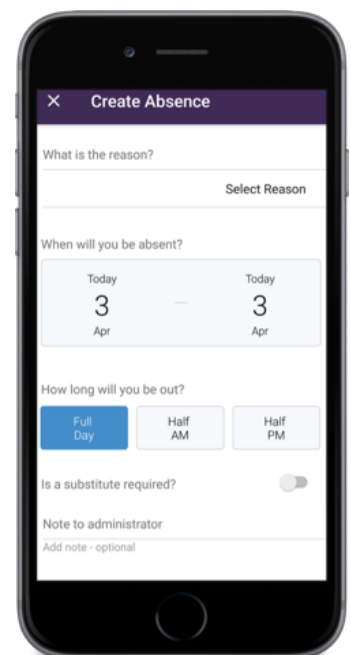 × Create Absence
What is the reason?
Select Reason
When will you be absent?
Today Today
3 — 3
Apr Apr
How long will you be out?
Full Half Half
Day AM PM
Is a substitute required?
Note to administrator
Add note - optional